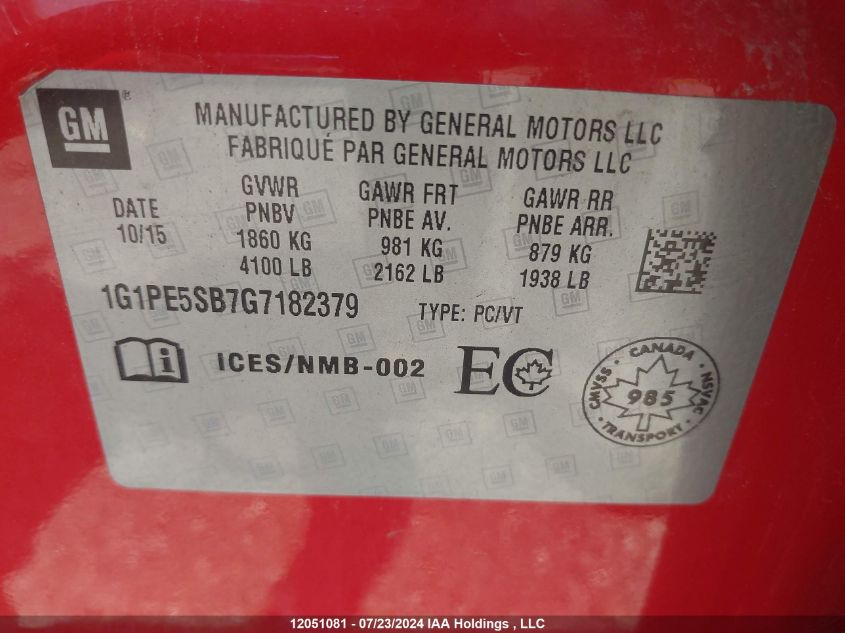 GM®
MANUFACTURED BY GENERAL MOTORS LLC
FABRIQUÉ PAR GENERAL MOTORS LLC
DATE
10/15
GVWR
PNBV
1860 KG
4100 LB
GAWR FRT
PNBE AV.
981 KG
2162 LB
GAWR RR
PNBE ARR.
879 KG
1938 LB
1G1PE5SB7G7182379
TYPE: PC/VT
i ICES/NMB-002
EC
CANADA
CMVSS • NSVAC
985
• TRANSPORT •
12051081 - 07/23/2024 IAA Holdings , LLC